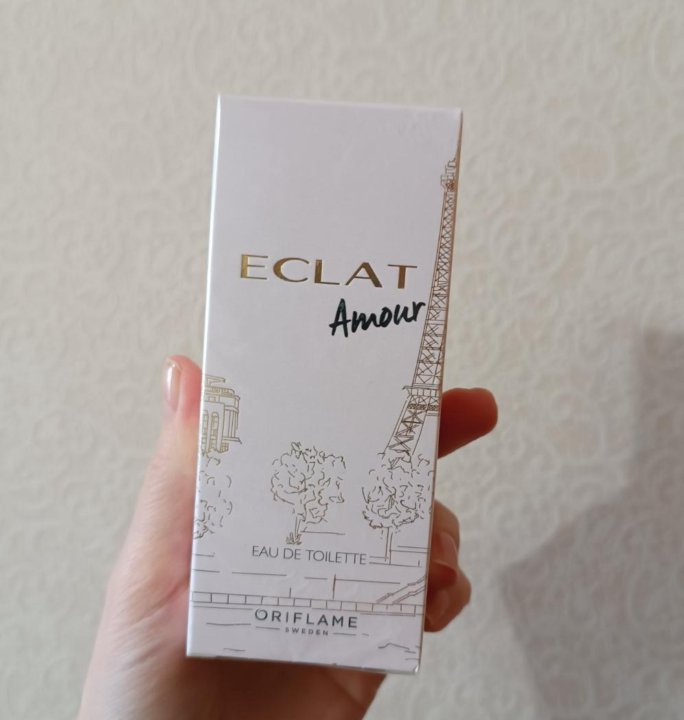 ECLAT
Amour
EAU DE TOILETTE
ORIFLAME
SWEDEN